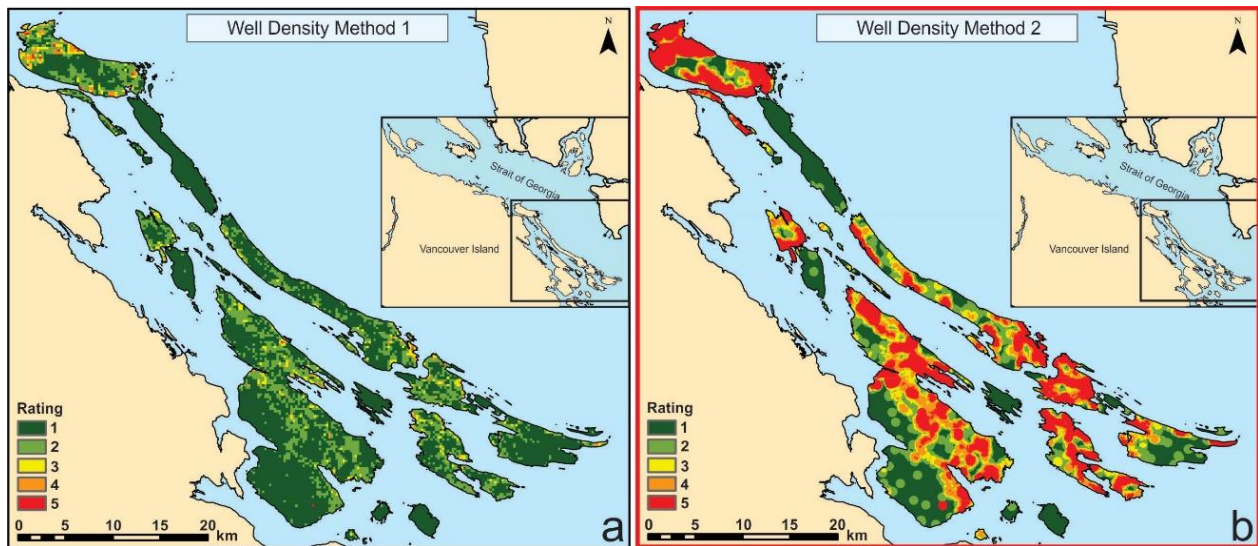 Well Density Method 1
N
Strait of Georgia
Vancouver Island
Rating
1
2
3
4
5
0 5 10 15 20
km
a
Well Density Method 2
N
Strait of Georgia
Vancouver Island
Rating
1
2
3
4
5
0 5 10 15 20
km
b